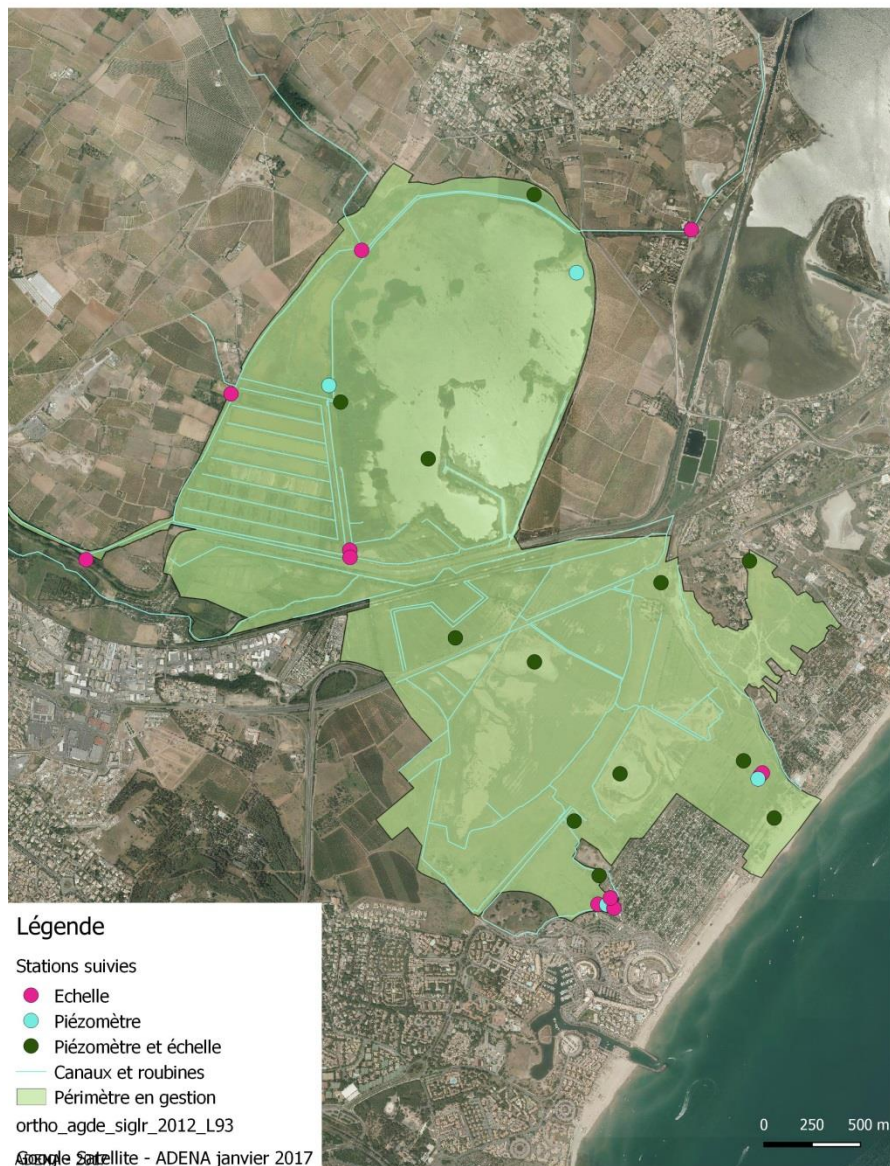 Légende
Stations suivies
Echelle
Piézomètre
Piézomètre et échelle
Canaux et roubines
Périmètre en gestion
ortho_agde_siglr_2012_L93
Satellite - ADENA janvier 2017
0 250 500 m